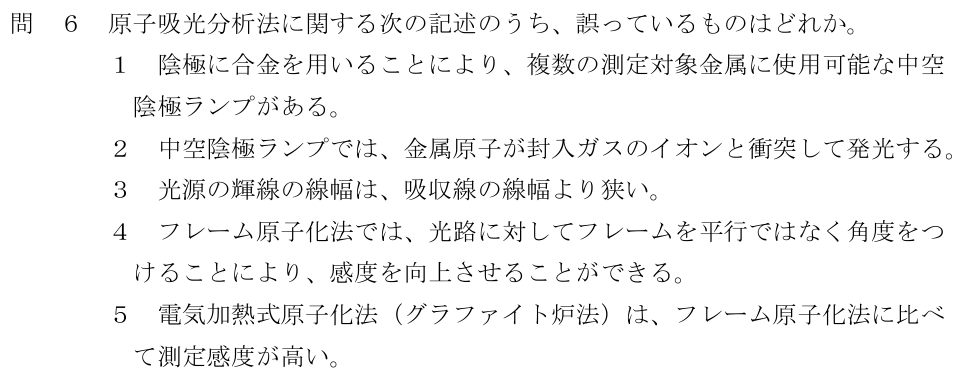 問　６　原子吸光分析法に関する次の記述のうち、誤っているものはどれか。
１　陰極に合金を用いることにより、複数の測定対象金属に使用可能な中空
陰極ランプがある。
２　中空陰極ランプでは、金属原子が封入ガスのイオンと衝突して発光する。
３　光源の輝線の線幅は、吸収線の線幅より狭い。
４　フレーム原子化法では、光路に対してフレームを平行ではなく角度をつ
けることにより、感度を向上させることができる。
５　電気加熱式原子化法（グラファイト炉法）は、フレーム原子化法に比べ
て測定感度が高い。